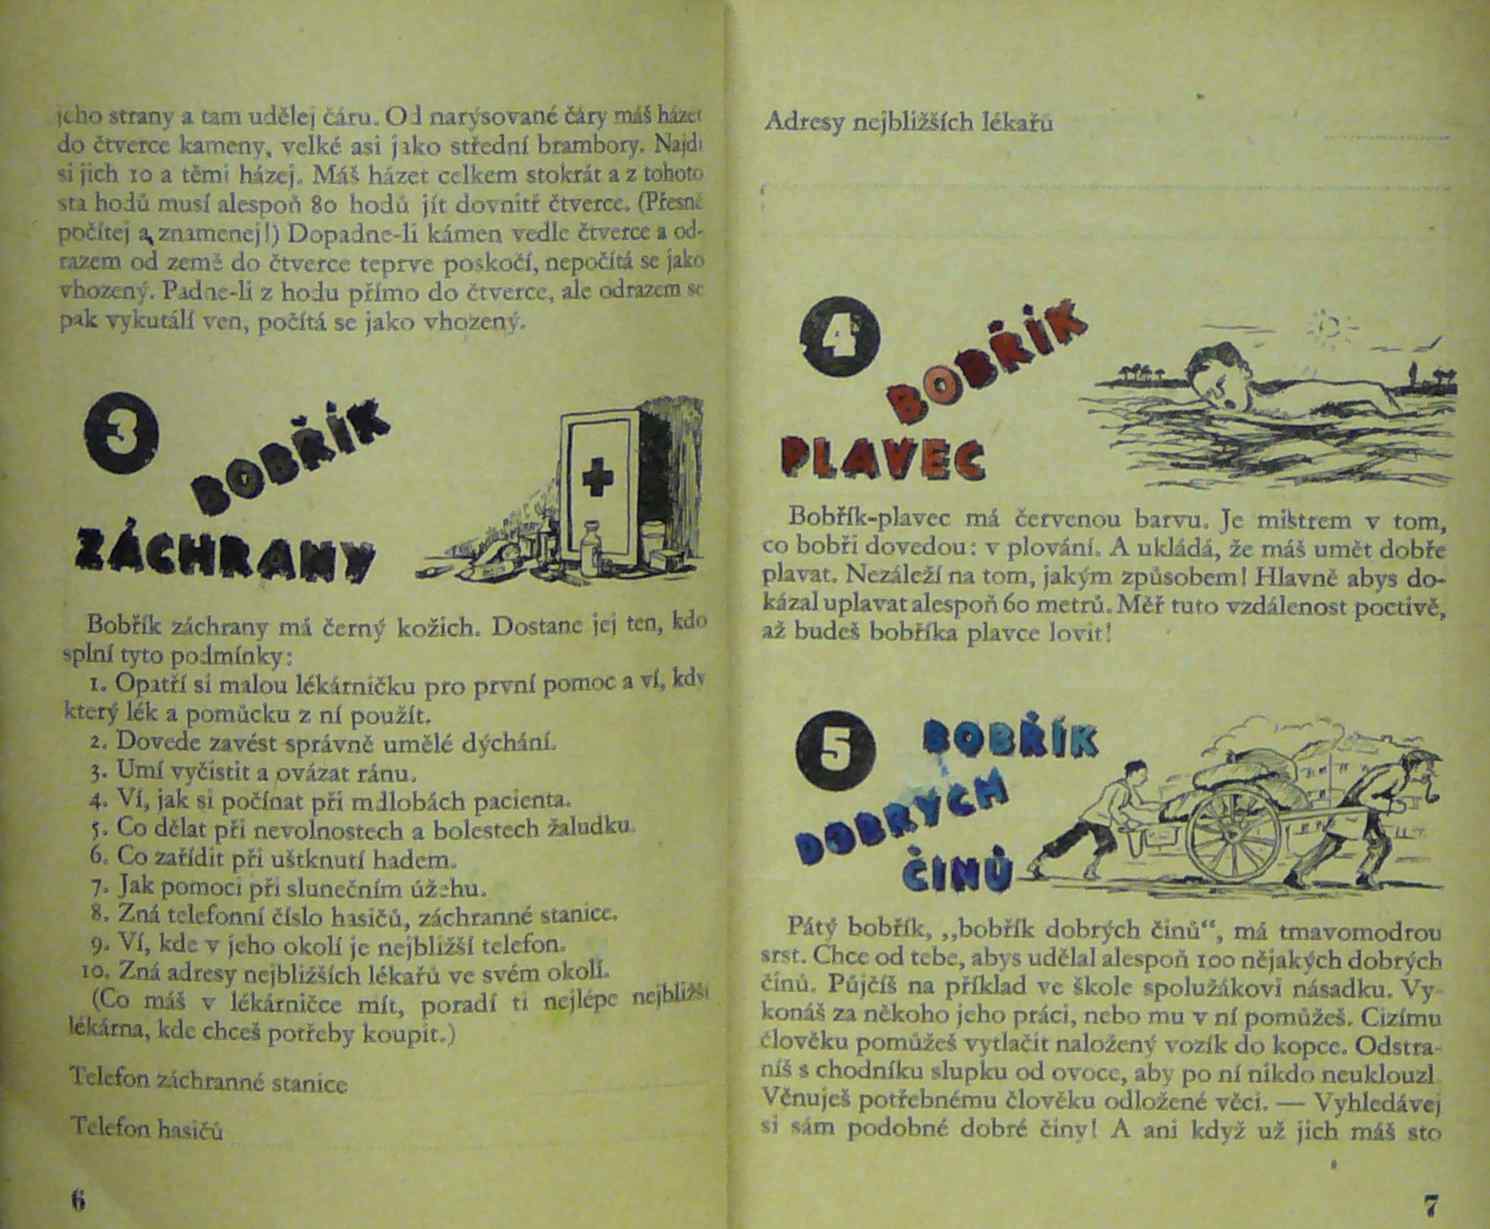 jeho strany a tam udělej čáru. Od narýsované čáry máš házet
do čtverce kameny, velké asi jako střední brambory. Najdi
si jich 10 a těmi házej. Máš házet celkem stokrát a z tohoto
sta hodů musí alespoň 80 hodů jít dovnitř čtverce. (Přesně
počítej a znamenej!) Dopadne-li kámen vedle čtverce a od-
razem od země do čtverce teprve poskočí, nepočítá se jako
vhozený. Padne-li z hodu přímo do čtverce, ale odrazem se
pak vykutálí ven, počítá se jako vhozený.
3
BOBŘÍK
ZÁCHRANY
Bobřík záchrany má černý kožich. Dostane jej ten, kdo
splní tyto podmínky:
1. Opatří si malou lékárničku pro první pomoc a ví, kdy
který lék a pomůcku z ní použít.
2. Dovede zavést správně umělé dýchání.
3. Umí vyčistit a ovázat ránu.
4. Ví, jak si počínat při mdlobách pacienta.
5. Co dělat při nevolnostech a bolestech žaludku.
6. Co zařídit při uštknutí hadem.
7. Jak pomoci při slunečním úžehu.
8. Zná telefonní číslo hasičů, záchranné stanice.
9. Ví, kde v jeho okolí je nejbližší telefon.
10. Zná adresy nejbližších lékařů ve svém okolí.
(Co máš v lékárničce mít, poradí ti nejlépe nejbližší
lékárna, kde chceš potřeby koupit.)
Telefon záchranné stanice
Telefon hasičů
6
Adresy nejbližších lékařů
4
BOBŘÍK
PLAVEC
Bobřík-plavec má červenou barvu. Je mistrem v tom,
co bobři dovedou: v plování. A ukládá, že máš umět dobře
plavat. Nezáleží na tom, jakým způsobem! Hlavně abys do-
kázal uplavat alespoň 60 metrů. Měř tuto vzdálenost poctivě,
až budeš bobříka plavce lovit!
5
BOBŘÍK
DOBRÝCH
ČINŮ
Pátý bobřík, „bobřík dobrých činů“, má tmavomodrou
srst. Chce od tebe, abys udělal alespoň 100 nějakých dobrých
činů. Půjčíš na příklad ve škole spolužákovi násadku. Vy-
konáš za někoho jeho práci, nebo mu v ní pomůžeš. Cizímu
člověku pomůžeš vytlačit naložený vozík do kopce. Odstra-
níš s chodníku slupku od ovoce, aby po ní nikdo neuklouzl.
Věnuješ potřebnému člověku odložené věci. — Vyhledávej
si sám podobné dobré činy! A ani když už jich máš sto
7